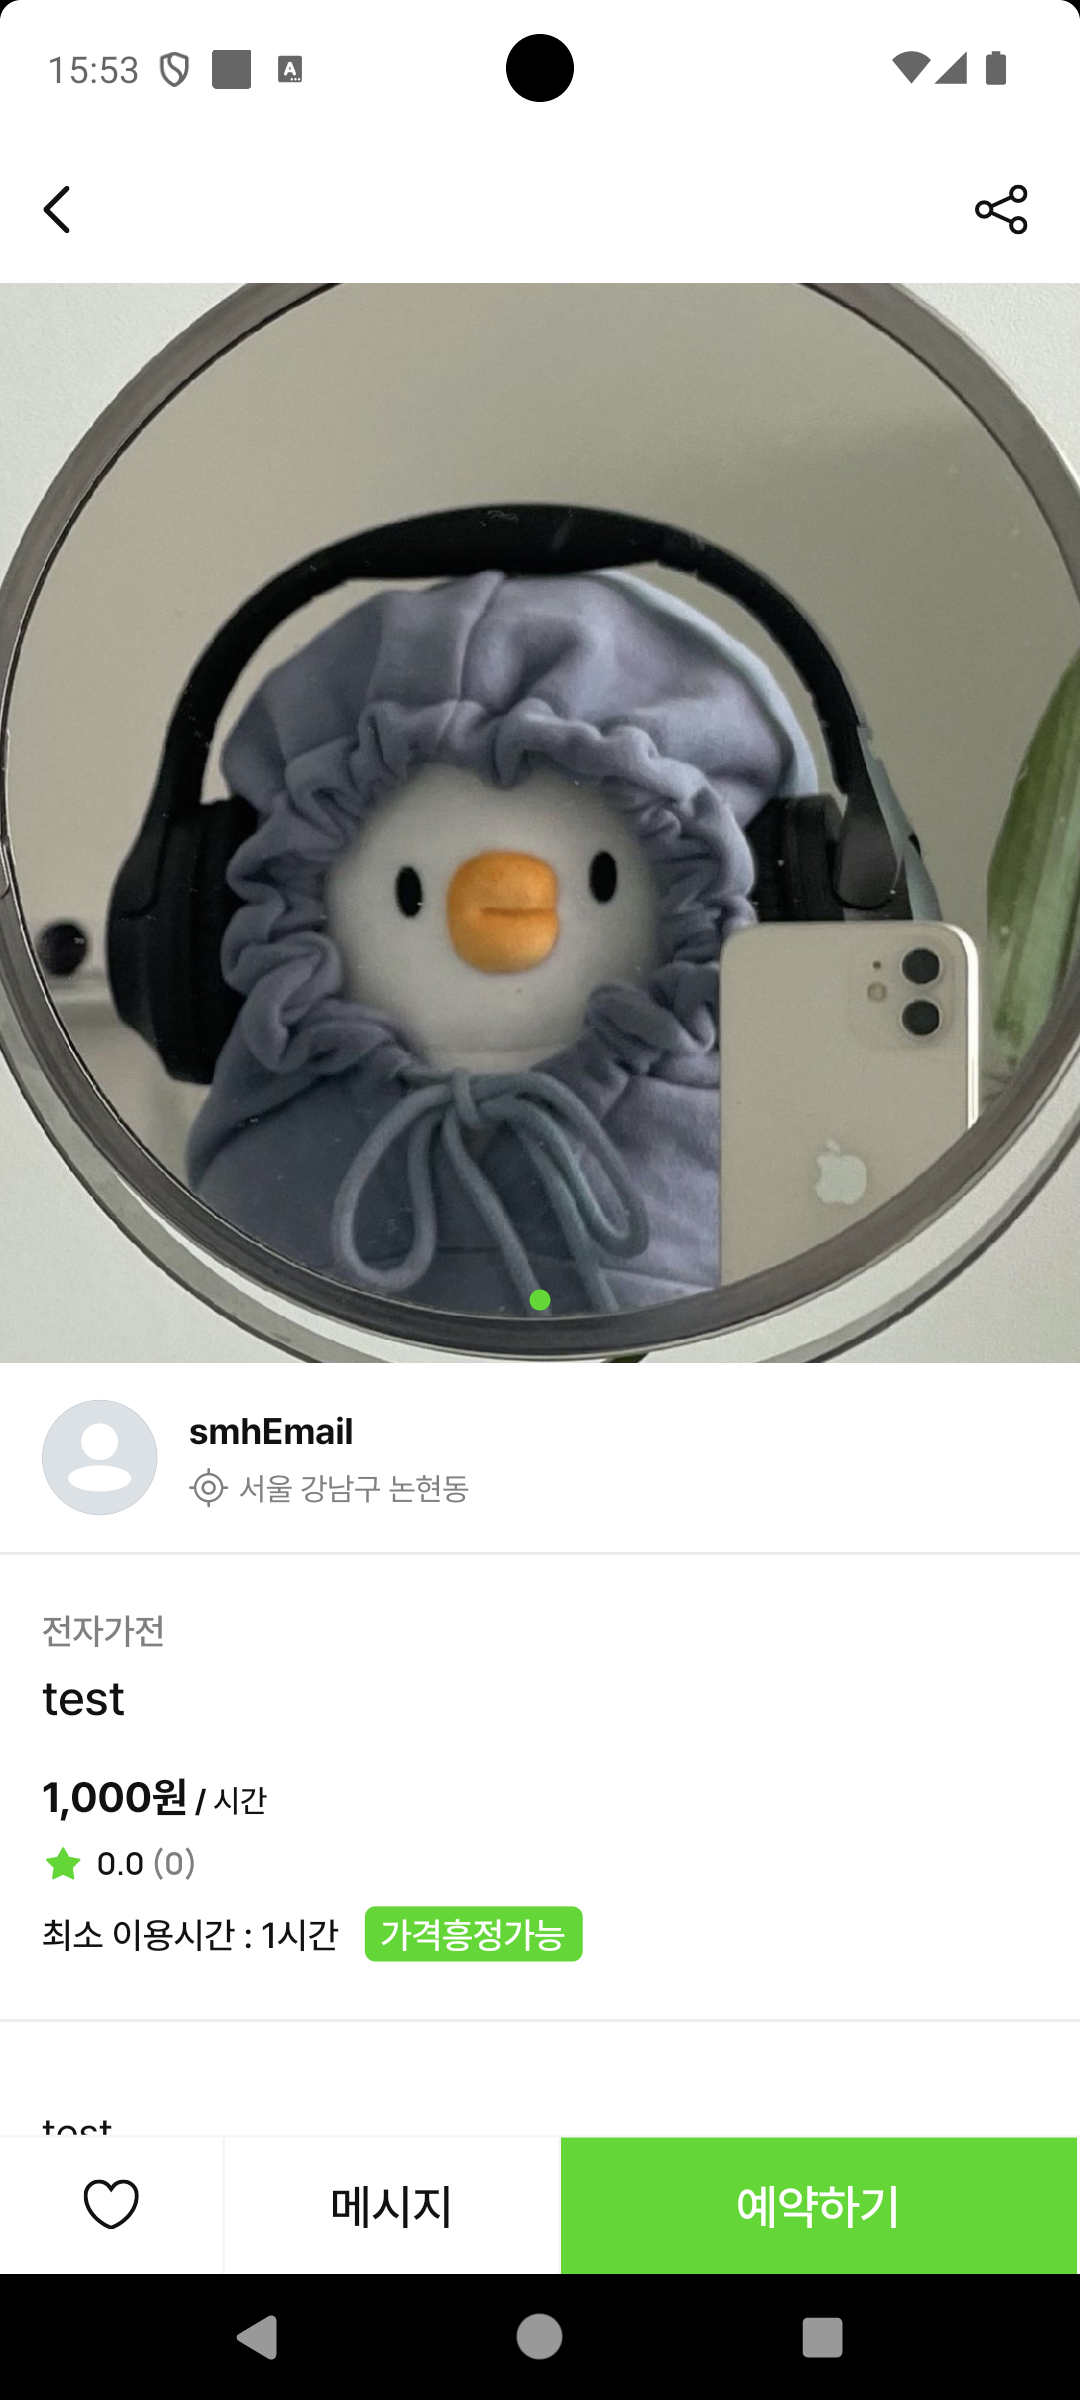 15:53
smhEmail
서울 강남구 논현동
전자가전
test
1,000원 / 시간
0.0 (0)
최소 이용시간 : 1시간 가격흥정가능
test
메시지 예약하기